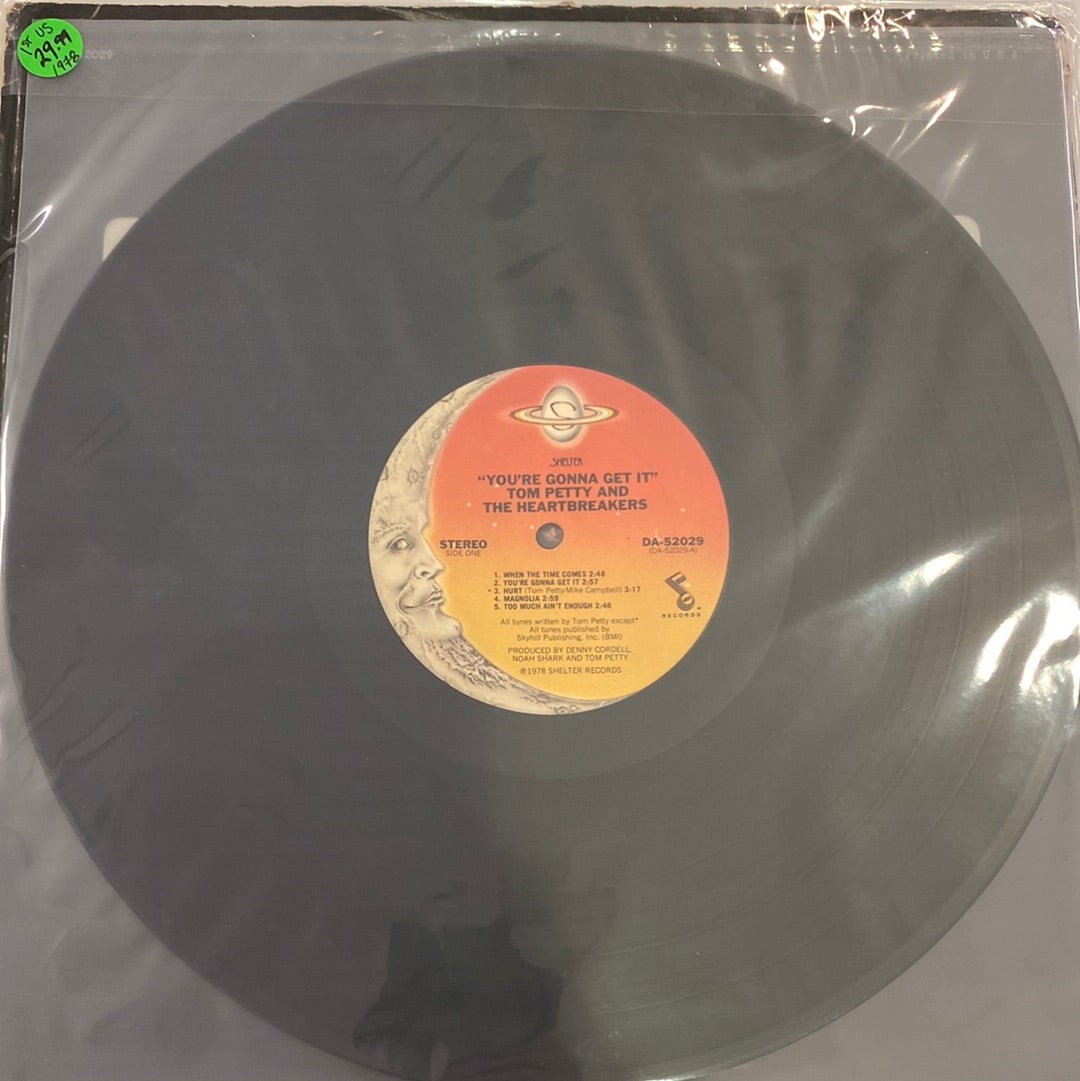 1st US
29.99
1978
2029
Printed in U.S.A.
SHELTER
"YOU'RE GONNA GET IT"
TOM PETTY AND
THE HEARTBREAKERS
STEREO
SIDE ONE
DA-52029
(DA-52029-A)
1. WHEN THE TIME COMES 2:48
2. YOU'RE GONNA GET IT 2:57
* 3. HURT (Tom Petty/Mike Campbell) 3:17
4. MAGNOLIA 2:59
5. TOO MUCH AIN'T ENOUGH 2:46
RECORDS
All tunes written by Tom Petty except*
All tunes published by
Skyhill Publishing, Inc. (BMI)
PRODUCED BY DENNY CORDELL,
NOAH SHARK AND TOM PETTY
℗1978 SHELTER RECORDS